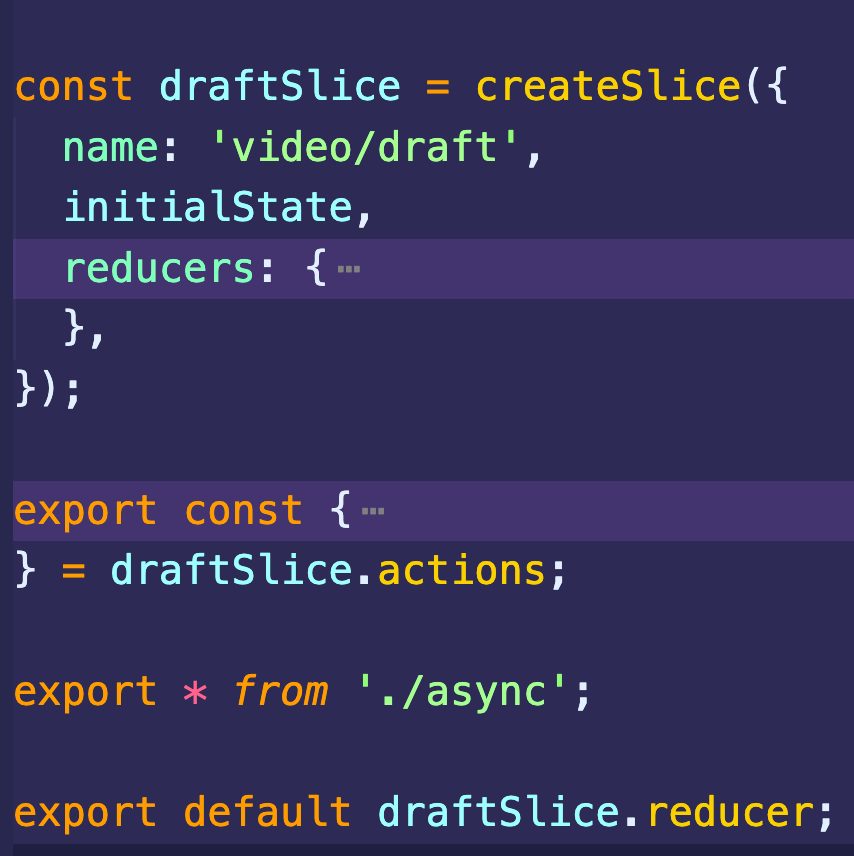 const draftSlice = createSlice({
  name: 'video/draft',
  initialState,
  reducers: {⋯
  },
});
export const {⋯
} = draftSlice.actions;
export * from './async';
export default draftSlice.reducer;